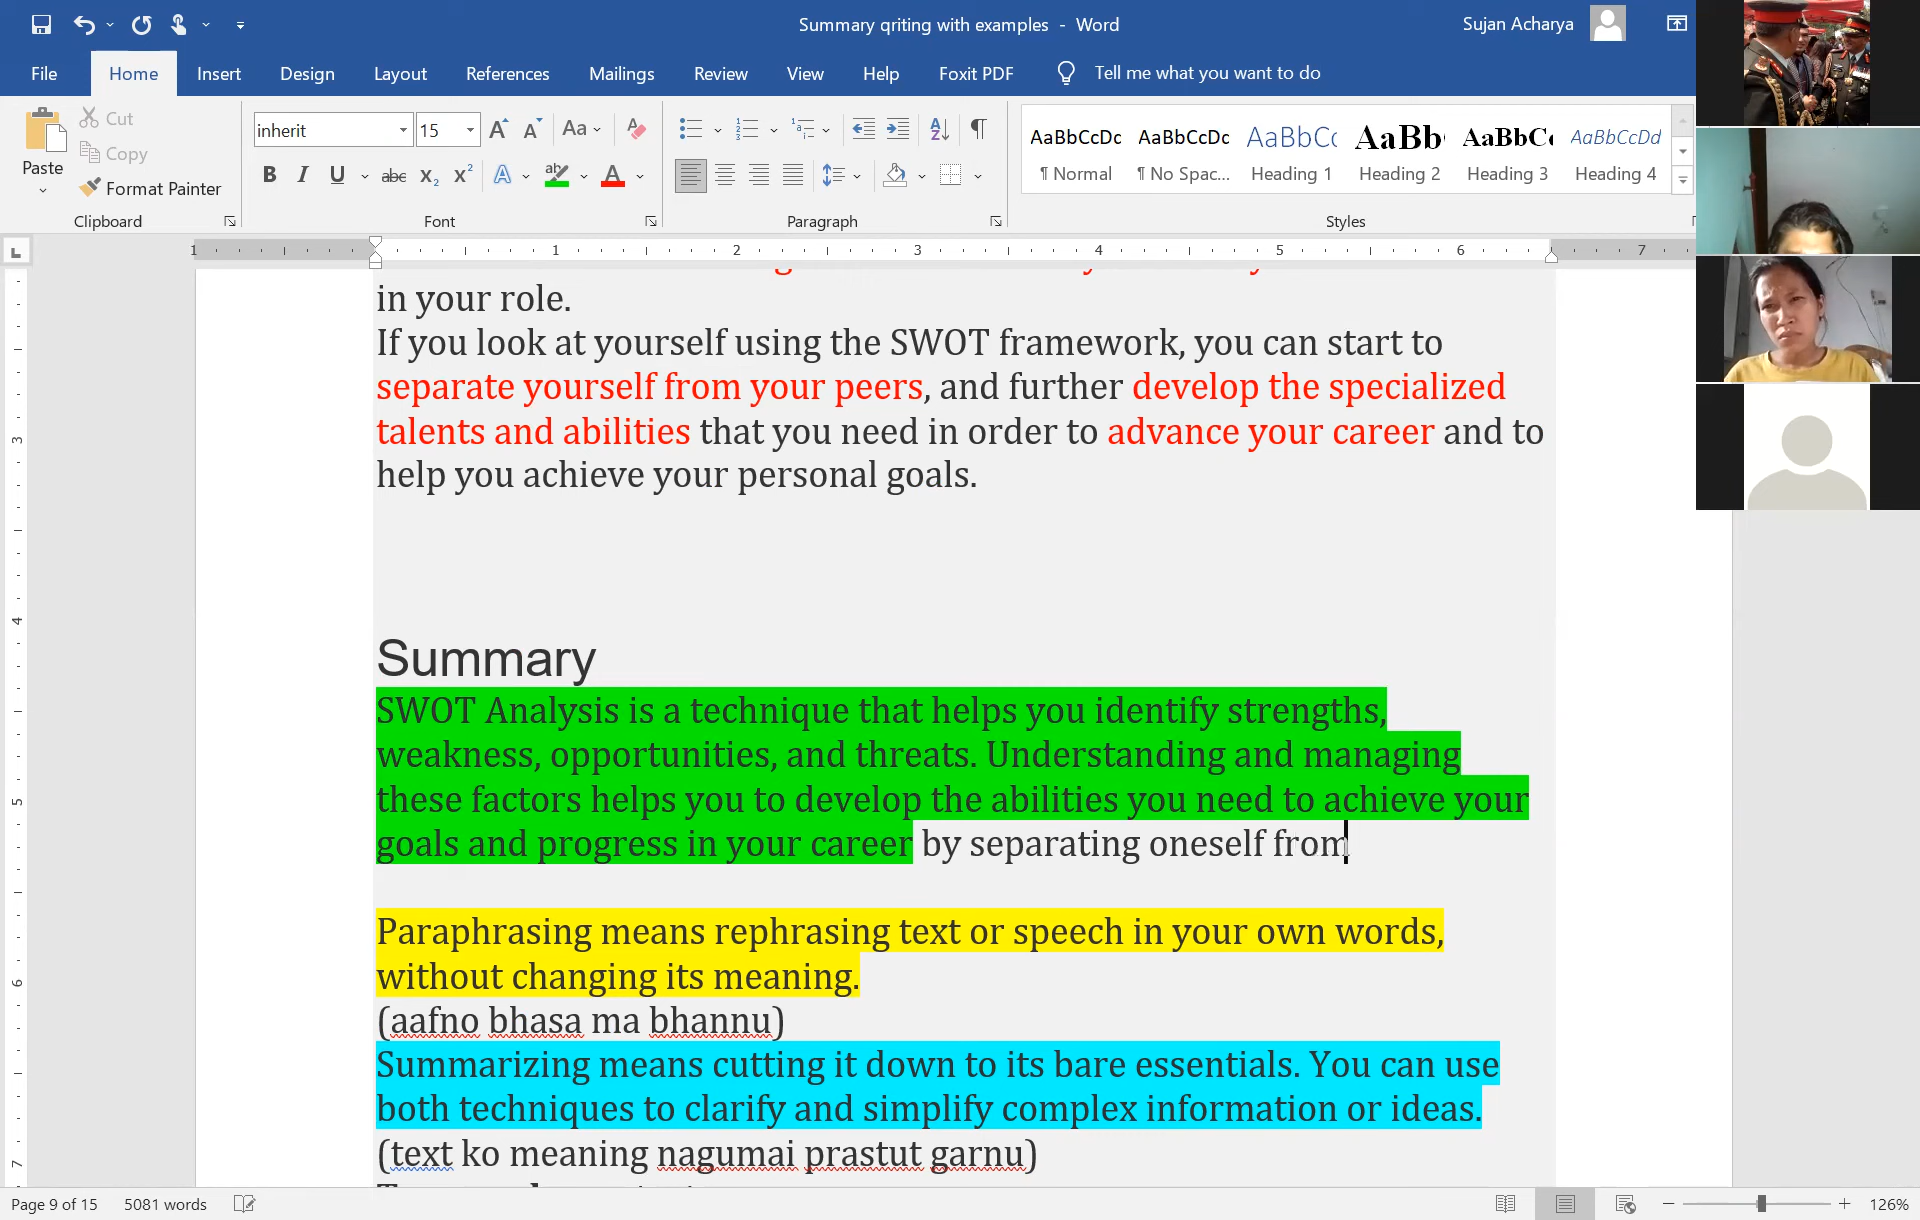 Summary qriting with examples - Word
Sujan Acharya
File Home Insert Design Layout References Mailings Review View Help Foxit PDF Tell me what you want to do
Paste
Cut
Copy
Format Painter
Clipboard
inherit 15
Font
Paragraph
AaBbCcDc AaBbCcDc AaBbCc AaBb AaBbCc AaBbCcDd
¶ Normal ¶ No Spac... Heading 1 Heading 2 Heading 3 Heading 4
Styles
1 1 2 3 4 5 6 7
in your role.
If you look at yourself using the SWOT framework, you can start to
separate yourself from your peers, and further develop the specialized
talents and abilities that you need in order to advance your career and to
help you achieve your personal goals.
Summary
SWOT Analysis is a technique that helps you identify strengths,
weakness, opportunities, and threats. Understanding and managing
these factors helps you to develop the abilities you need to achieve your
goals and progress in your career by separating oneself from
Paraphrasing means rephrasing text or speech in your own words,
without changing its meaning.
(aafno bhasa ma bhannu)
Summarizing means cutting it down to its bare essentials. You can use
both techniques to clarify and simplify complex information or ideas.
(text ko meaning nagumai prastut garnu)
Page 9 of 15 5081 words
126%